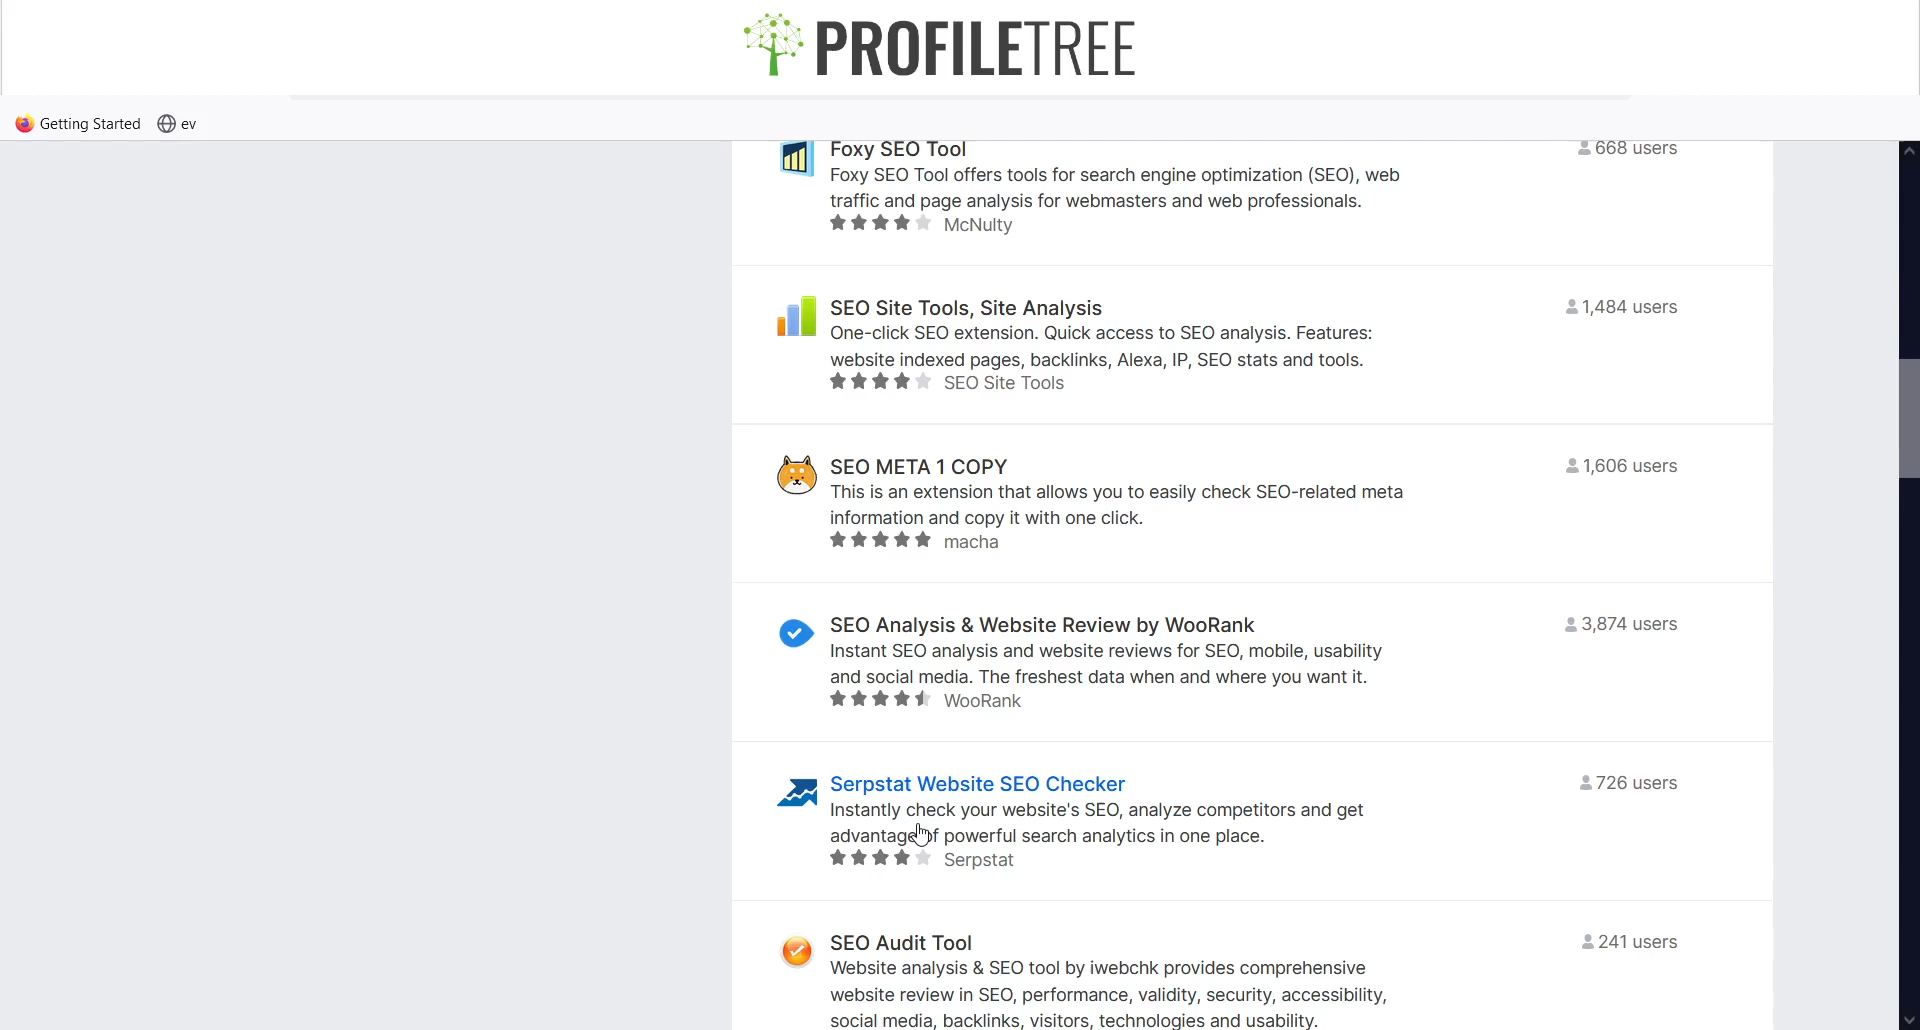 PROFILETREE
Getting Started ev
Foxy SEO Tool 668 users
Foxy SEO Tool offers tools for search engine optimization (SEO), web
traffic and page analysis for webmasters and web professionals.
McNulty
SEO Site Tools, Site Analysis 1,484 users
One-click SEO extension. Quick access to SEO analysis. Features:
website indexed pages, backlinks, Alexa, IP, SEO stats and tools.
SEO Site Tools
SEO META 1 COPY 1,606 users
This is an extension that allows you to easily check SEO-related meta
information and copy it with one click.
macha
SEO Analysis & Website Review by WooRank 3,874 users
Instant SEO analysis and website reviews for SEO, mobile, usability
and social media. The freshest data when and where you want it.
WooRank
Serpstat Website SEO Checker 726 users
Instantly check your website's SEO, analyze competitors and get
advantage of powerful search analytics in one place.
Serpstat
SEO Audit Tool 241 users
Website analysis & SEO tool by iwebchk provides comprehensive
website review in SEO, performance, validity, security, accessibility,
social media, backlinks, visitors, technologies and usability.